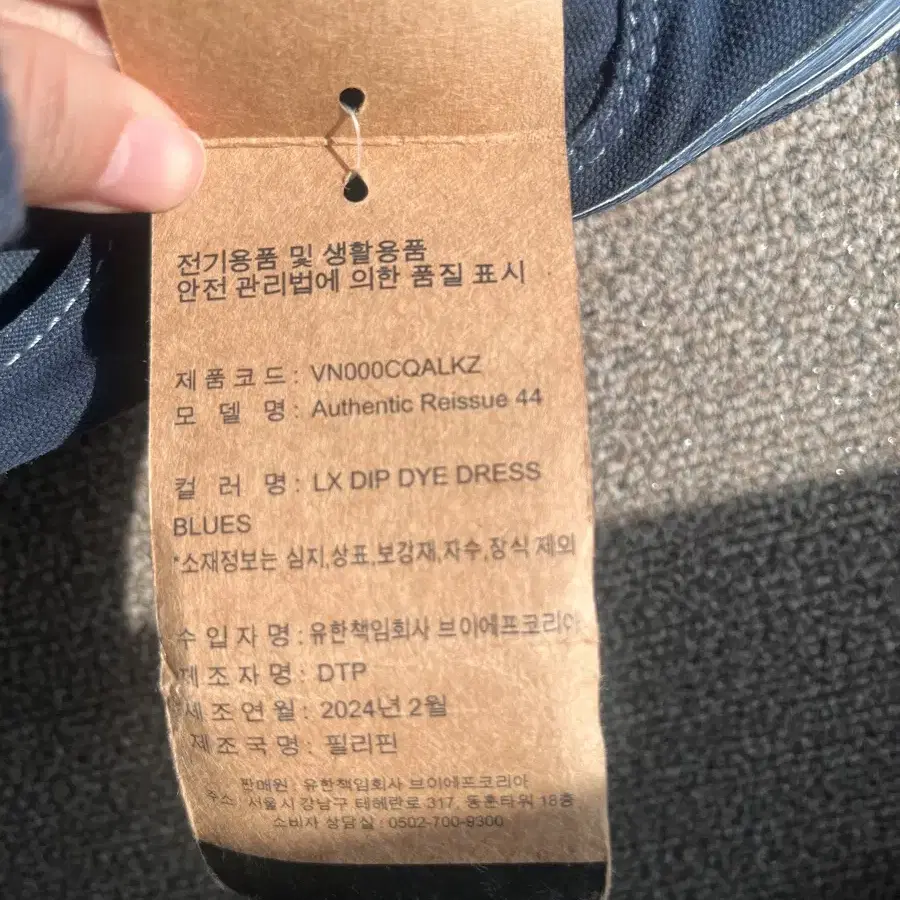 전기용품 및 생활용품
안전 관리법에 의한 품질 표시
제 품 코 드 : VN000CQALKZ
모 델 명 : Authentic Reissue 44
컬 러 명 : LX DIP DYE DRESS
BLUES
*소재정보는 심지,상표,보강재,자수,장식 제외
수 입 자 명 : 유한책임회사 브이에프코리아
제 조 자 명 : DTP
제 조 연 월 : 2024년 2월
제 조 국 명 : 필리핀
판매원 : 유한책임회사 브이에프코리아
주소 : 서울시 강남구 테헤란로 317, 동훈타워 18층
소비자 상담실 : 0502-700-9300